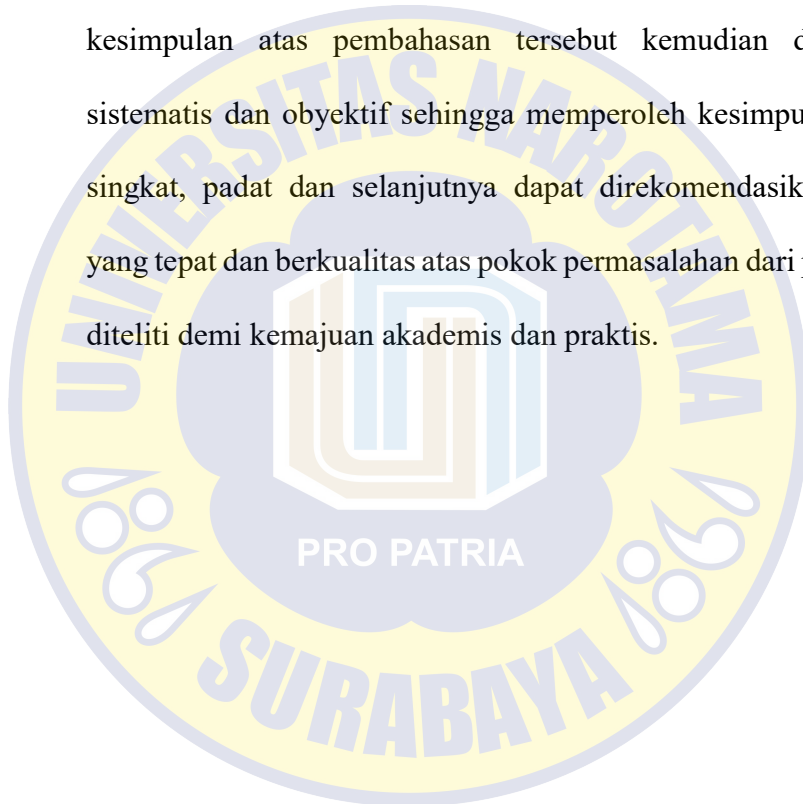 kesimpulan atas pembahasan tersebut kemudian
sistematis dan obyektif sehingga memperoleh
singkat, padat dan selanjutnya dapat
yang tepat dan berkualitas atas pokok permasalahan dari
diteliti demi kemajuan akademis dan praktis.
UNIVERSITAS NAROTAMA
PRO PATRIA
SURABAYA